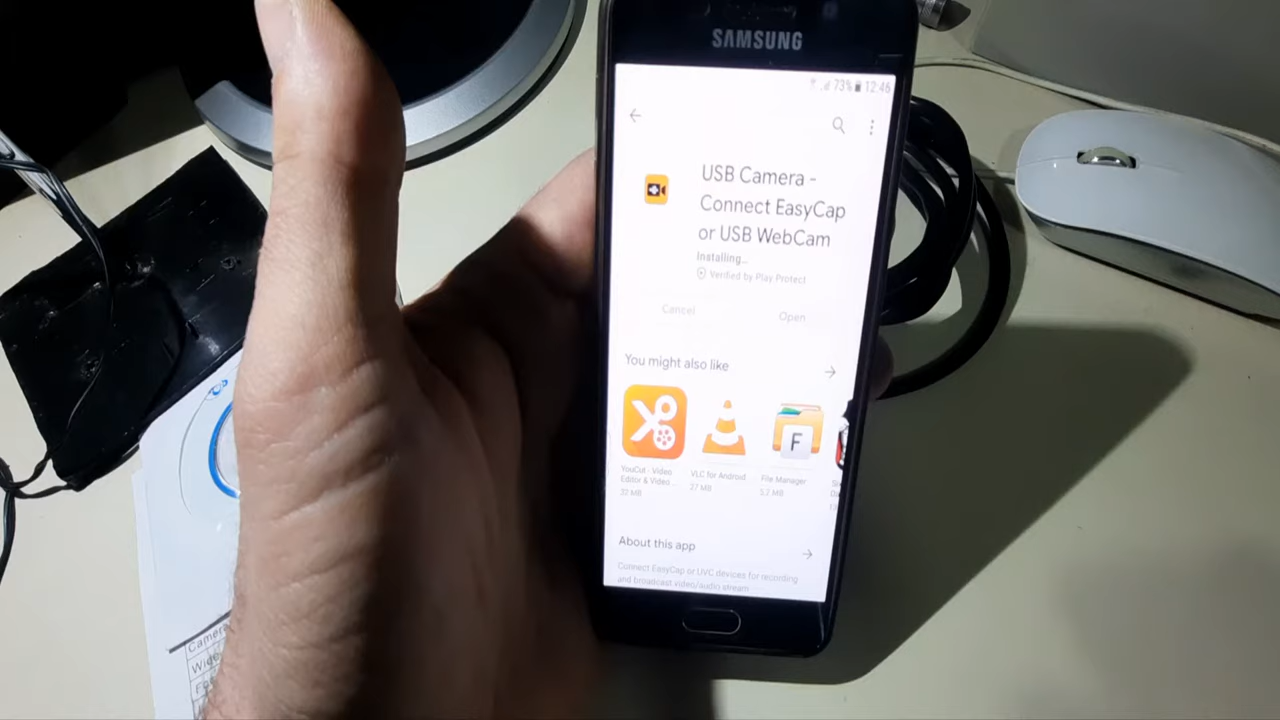 SAMSUNG
73% 12:46
USB Camera -
Connect EasyCap
or USB WebCam
Installing...
Verified by Play Protect
Cancel
Open
You might also like
F
YouCut - Video
Editor & Video ...
32 MB
VLC for Android
27 MB
File Manager
5.2 MB
About this app
Connect EasyCap or UVC devices for recording
and broadcast video/audio stream
Camera